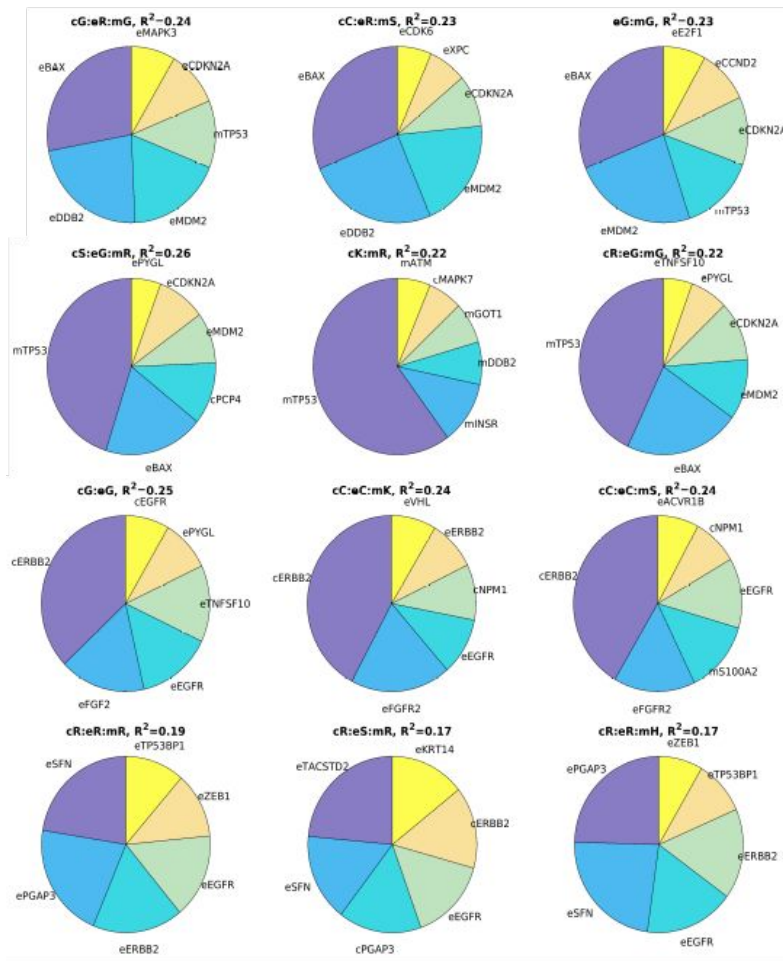 cG:eR:mG, R²=0.24
eMAPK3
eCDKN2A
mTP53
eMDM2
eDDB2
eBAX
cC:eR:mS, R²=0.23
eCDK6
eXPC
eCDKN2A
eMDM2
eDDB2
eBAX
eG:mG, R²=0.23
eE2F1
eCCND2
eCDKN2A
mTP53
eMDM2
eBAX
cS:eG:mR, R²=0.26
ePYGL
eCDKN2A
eMDM2
cPCP4
eBAX
mTP53
cK:mR, R²=0.22
mATM
cMAPK7
mGOT1
mDDB2
mINSR
mTP53
cR:eG:mG, R²=0.22
eTNFSF10
ePYGL
eCDKN2A
eMDM2
eBAX
mTP53
cG:eG, R²=0.25
cEGFR
ePYGL
eTNFSF10
eEGFR
eFGF2
cERBB2
cC:eC:mK, R²=0.24
eVHL
eERBB2
cNPM1
eEGFR
eFGFR2
cERBB2
cC:eC:mS, R²=0.24
eACVR1B
cNPM1
eEGFR
mS100A2
eFGFR2
cERBB2
cR:eR:mR, R²=0.19
eTP53BP1
eZEB1
eEGFR
eERBB2
ePGAP3
eSFN
cR:eS:mR, R²=0.17
eKRT14
cERBB2
eEGFR
cPGAP3
eSFN
eTACSTD2
cR:eR:mH, R²=0.17
eZEB1
eTP53BP1
eERBB2
eEGFR
eSFN
ePGAP3